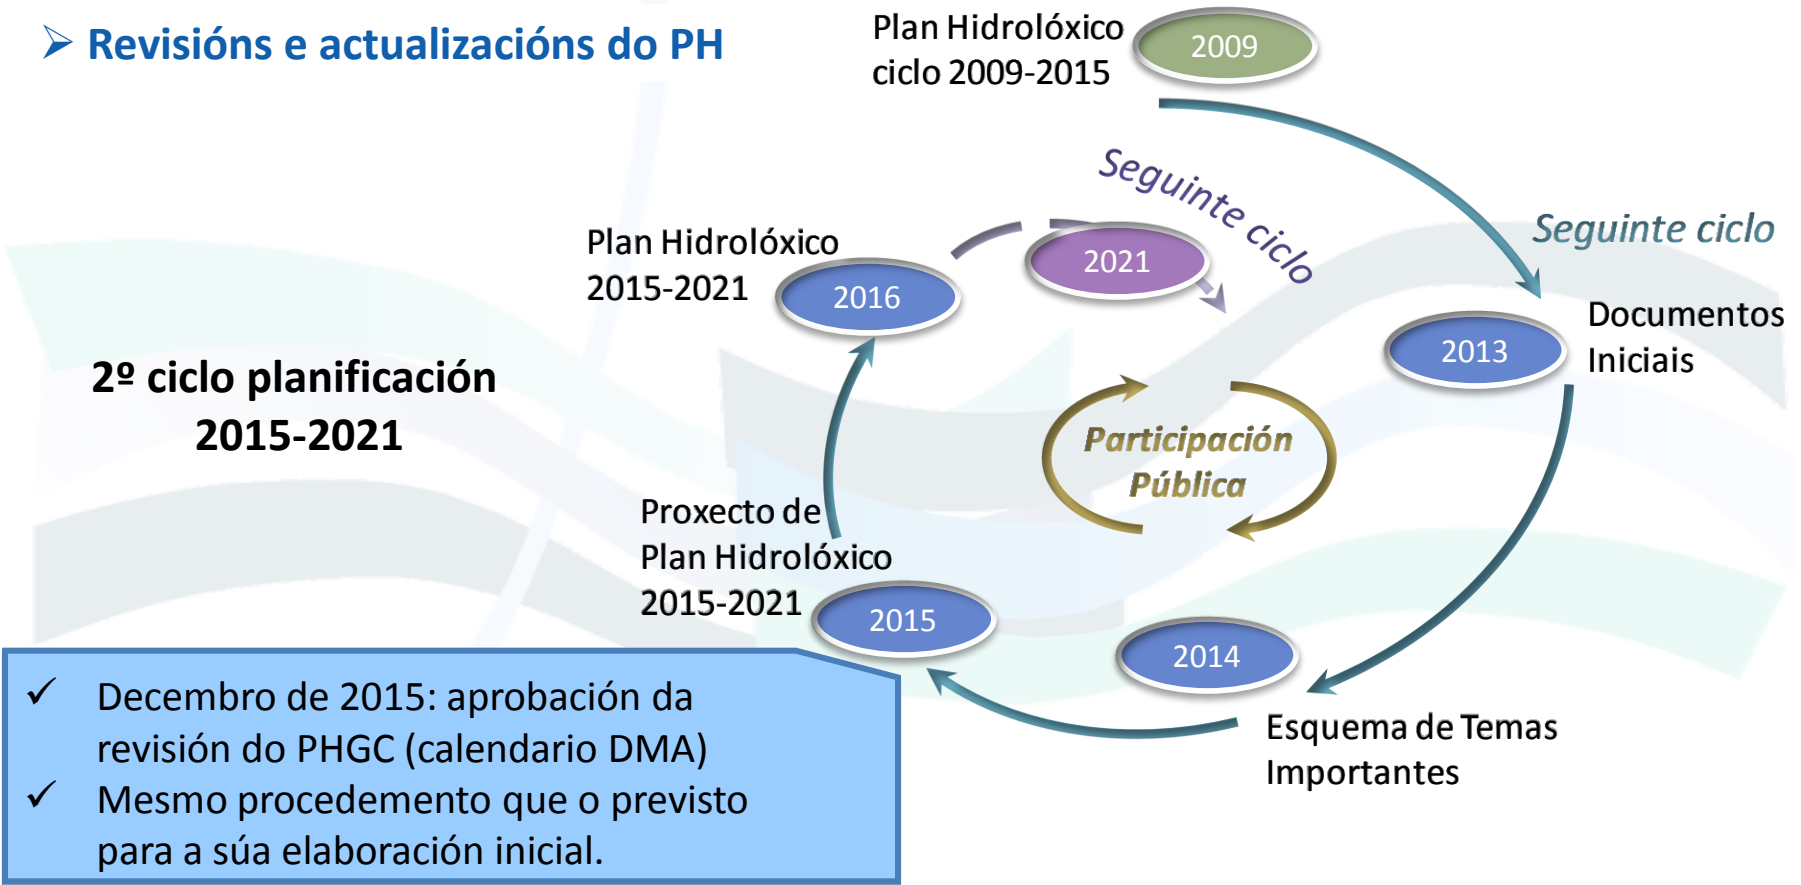 Revisións e actualizacións do PH
Plan Hidrolóxico
ciclo 2009-2015
2009
Seguinte ciclo
Seguinte ciclo
Plan Hidrolóxico
2015-2021
2016
2021
Documentos
Iniciais
2013
2º ciclo planificación
2015-2021
Participación
Pública
Proxecto de
Plan Hidrolóxico
2015-2021
2015
2014
Esquema de Temas
Importantes
✓ Decembro de 2015: aprobación da
revisión do PHGC (calendario DMA)
✓ Mesmo procedemento que o previsto
para a súa elaboración inicial.